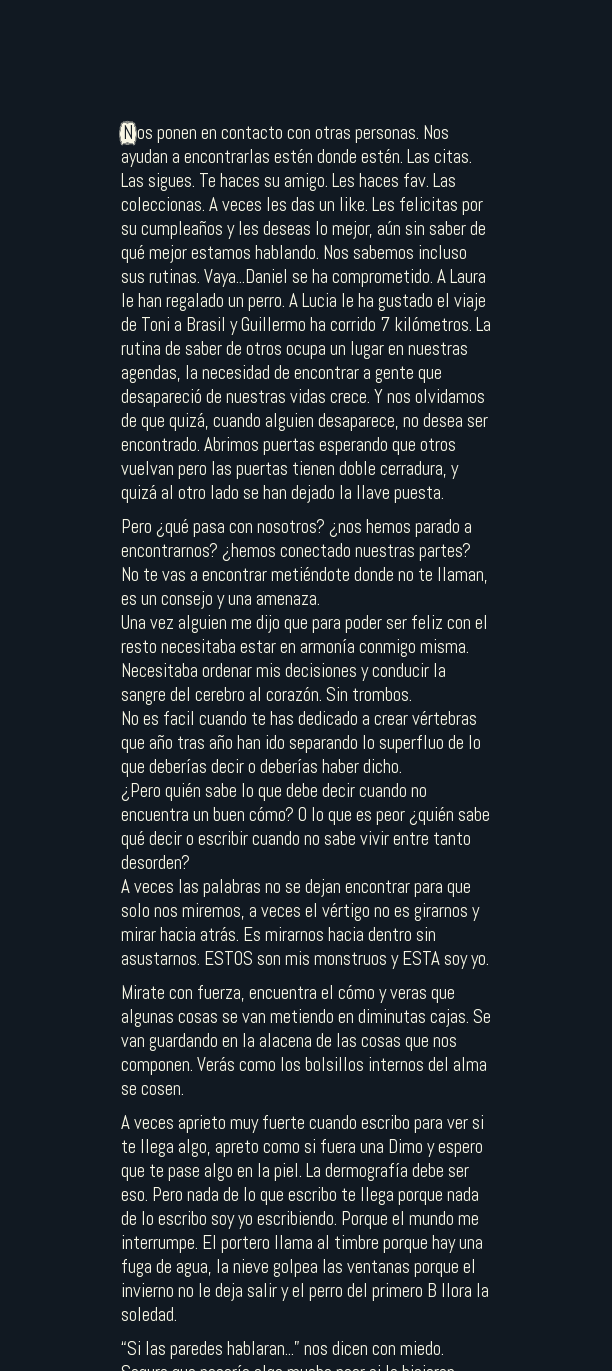 Nos ponen en contacto con otras personas. Nos
ayudan a encontrarlas estén donde estén. Las citas.
Las sigues. Te haces su amigo. Les haces fav. Las
coleccionas. A veces les das un like. Les felicitas por
su cumpleaños y les deseas lo mejor, aún sin saber de
qué mejor estamos hablando. Nos sabemos incluso
sus rutinas. Vaya...Daniel se ha comprometido. A Laura
le han regalado un perro. A Lucia le ha gustado el viaje
de Toni a Brasil y Guillermo ha corrido 7 kilómetros. La
rutina de saber de otros ocupa un lugar en nuestras
agendas, la necesidad de encontrar a gente que
desapareció de nuestras vidas crece. Y nos olvidamos
de que quizá, cuando alguien desaparece, no desea ser
encontrado. Abrimos puertas esperando que otros
vuelvan pero las puertas tienen doble cerradura, y
quizá al otro lado se han dejado la llave puesta.
Pero ¿qué pasa con nosotros? ¿nos hemos parado a
encontrarnos? ¿hemos conectado nuestras partes?
No te vas a encontrar metiéndote donde no te llaman,
es un consejo y una amenaza.
Una vez alguien me dijo que para poder ser feliz con el
resto necesitaba estar en armonía conmigo misma.
Necesitaba ordenar mis decisiones y conducir la
sangre del cerebro al corazón. Sin trombos.
No es facil cuando te has dedicado a crear vértebras
que año tras año han ido separando lo superfluo de lo
que deberías decir o deberías haber dicho.
¿Pero quién sabe lo que debe decir cuando no
encuentra un buen cómo? O lo que es peor ¿quién sabe
qué decir o escribir cuando no sabe vivir entre tanto
desorden?
A veces las palabras no se dejan encontrar para que
solo nos miremos, a veces el vértigo no es girarnos y
mirar hacia atrás. Es mirarnos hacia dentro sin
asustarnos. ESTOS son mis monstruos y ESTA soy yo.
Mirate con fuerza, encuentra el cómo y veras que
algunas cosas se van metiendo en diminutas cajas. Se
van guardando en la alacena de las cosas que nos
componen. Verás como los bolsillos internos del alma
se cosen.
A veces aprieto muy fuerte cuando escribo para ver si
te llega algo, apreto como si fuera una Dimo y espero
que te pase algo en la piel. La dermografía debe ser
eso. Pero nada de lo que escribo te llega porque nada
de lo escribo soy yo escribiendo. Porque el mundo me
interrumpe. El portero llama al timbre porque hay una
fuga de agua, la nieve golpea las ventanas porque el
invierno no le deja salir y el perro del primero B llora la
soledad.
“Si las paredes hablaran...” nos dicen con miedo.